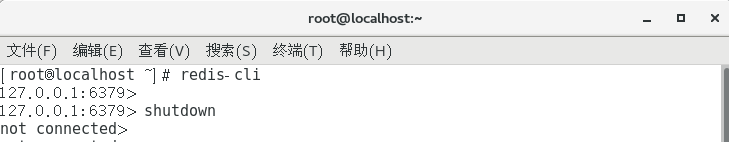 root@localhost:~
文件(F) 编辑(E) 查看(V) 搜索(S) 终端(T) 帮助(H)
[root@localhost ~]# redis-cli
127.0.0.1:6379>
127.0.0.1:6379> shutdown
not connected>